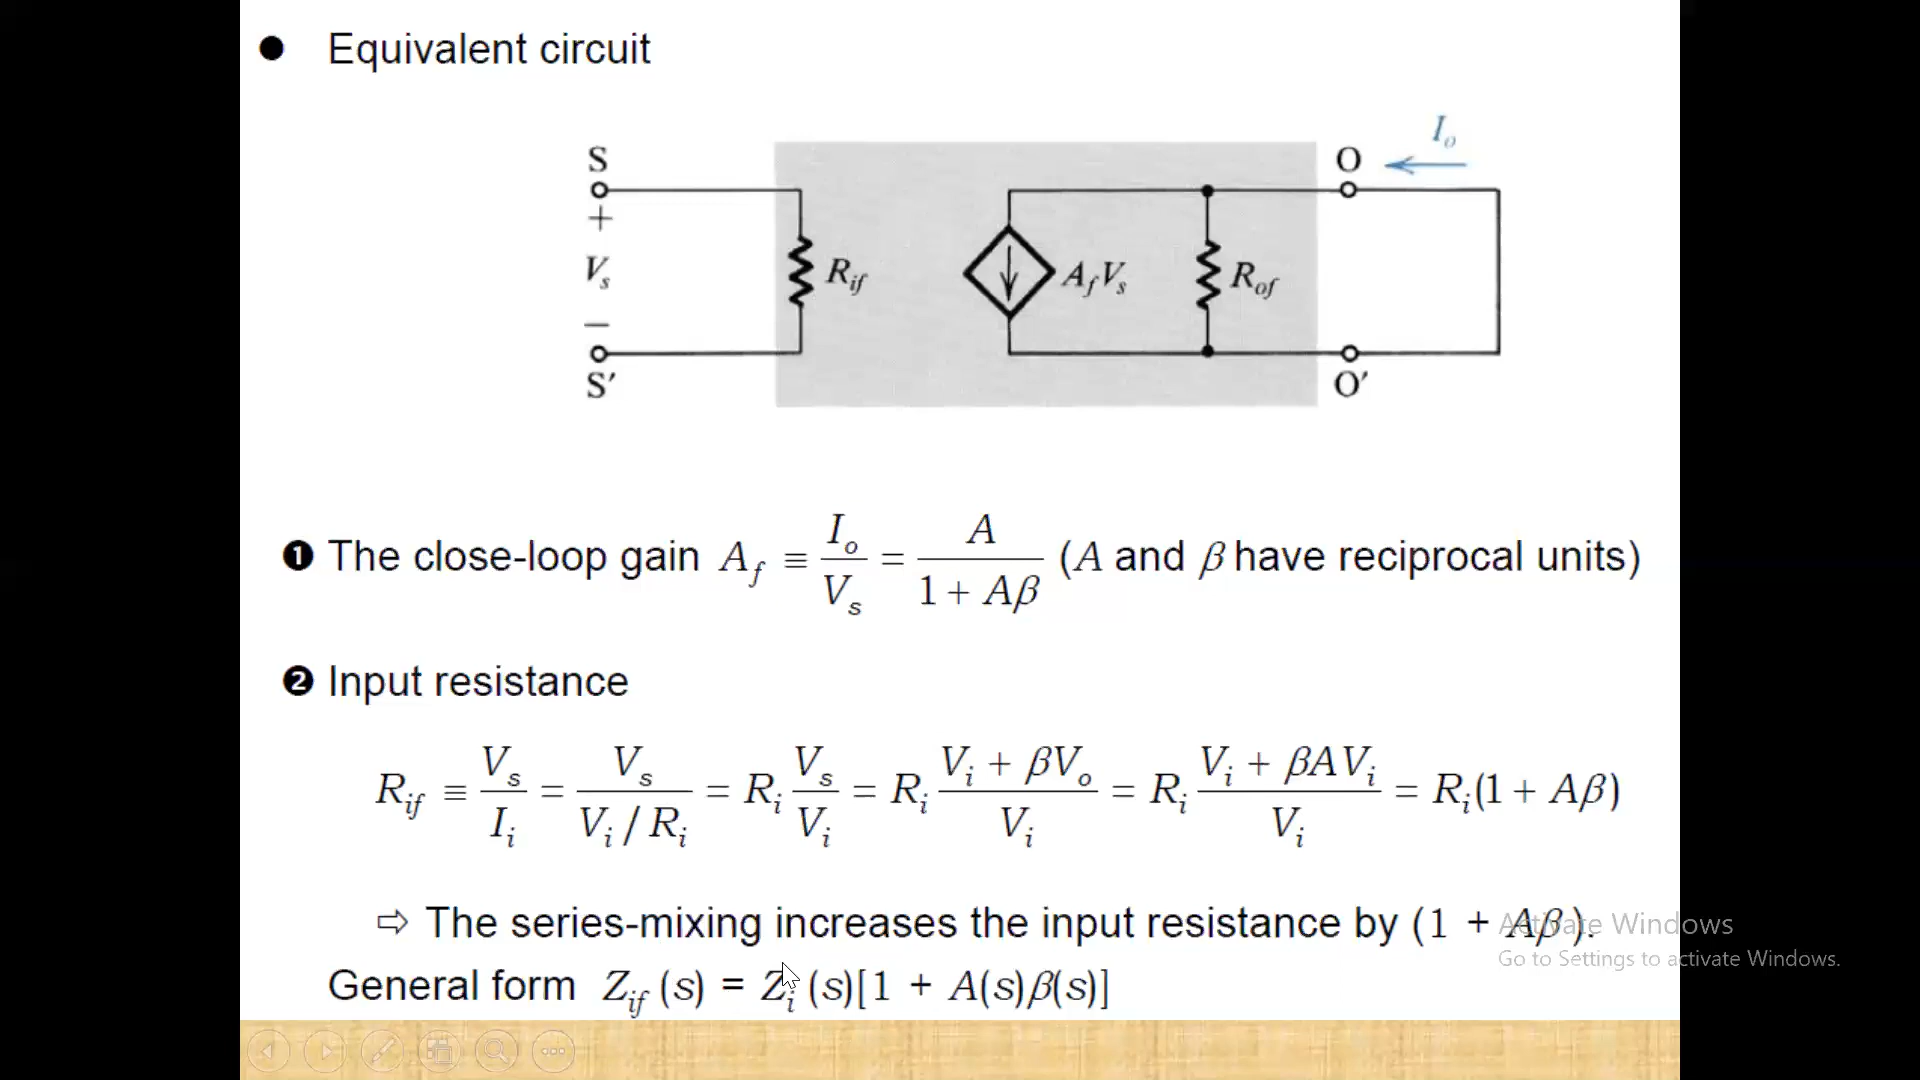 ● Equivalent circuit
I_o
S O
+
V_s R_if A_f V_s R_of
−
S′ O′
❶ The close-loop gain A_f ≡ I_o / V_s = A / (1 + Aβ) (A and β have reciprocal units)
❷ Input resistance
R_if ≡ V_s / I_i = V_s / (V_i / R_i) = R_i V_s / V_i = R_i (V_i + βV_o) / V_i = R_i (V_i + βAV_i) / V_i = R_i(1 + Aβ)
⇨ The series-mixing increases the input resistance by (1 + Aβ).
General form Z_if (s) = Z_i (s)[1 + A(s)β(s)]
Activate Windows
Go to Settings to activate Windows.